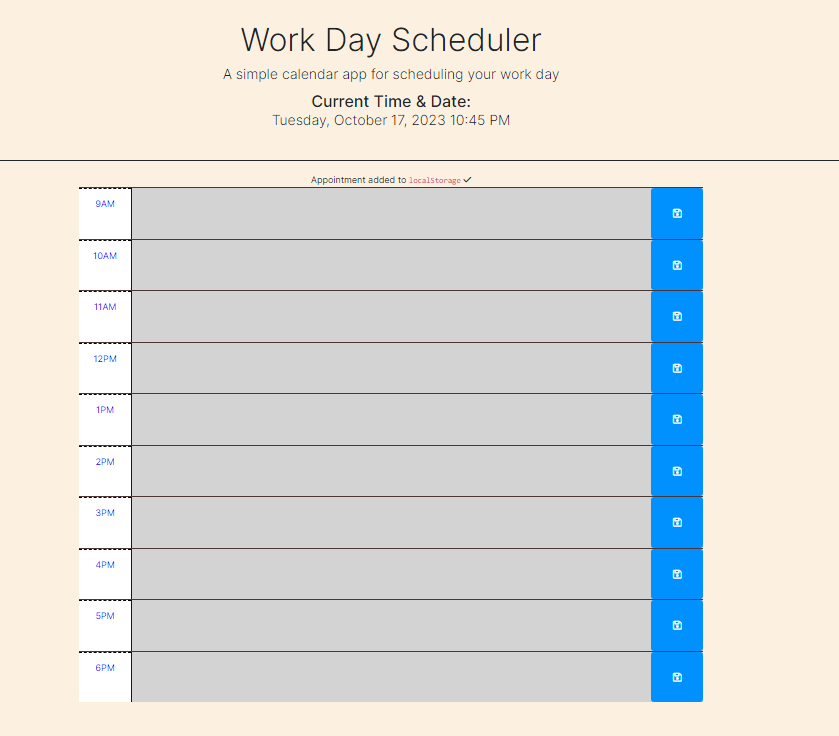 Work Day Scheduler
A simple calendar app for scheduling your work day
Current Time & Date:
Tuesday, October 17, 2023 10:45 PM
Appointment added to localStorage ✓
9AM
10AM
11AM
12PM
1PM
2PM
3PM
4PM
5PM
6PM